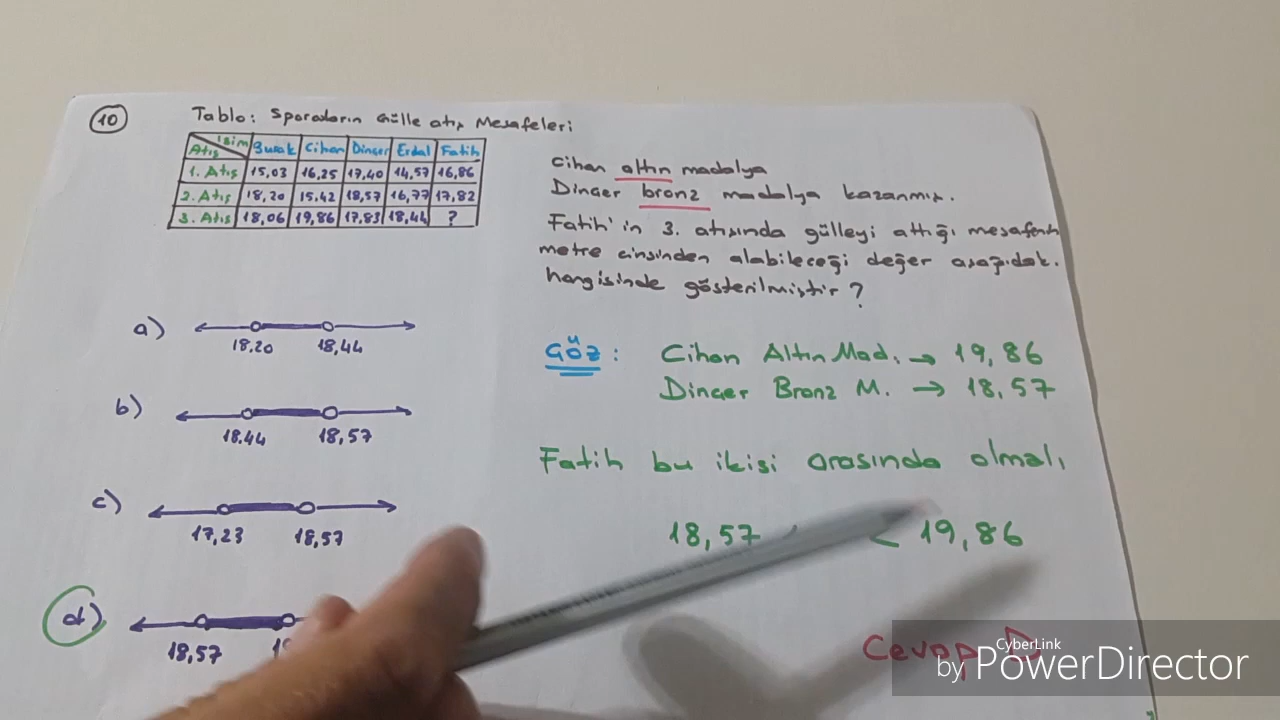 10
Tablo: Sporcuların Gülle atış Mesafeleri
İsim Atış Burak Cihan Dinçer Erdal Fatih
1. Atış 15,03 16,25 17,40 14,57 16,86
2. Atış 18,20 15.42 18,57 16,77 17,82
3. Atış 18,06 19,86 17.83 18,44 ?
Cihan altın madalya
Dinçer bronz madalya kazanmış.
Fatih'in 3. atışında gülleyi attığı mesafenin
metre cinsinden alabileceği değer aşağıdak.
hangisinde gösterilmiştir?
a)
18.20 18,44
b)
18.44 18,57
c)
17,23 18,57
d)
18,57
ÇÖZ: Cihan Altın Mad. → 19,86
Dinçer Bronz M. → 18,57
Fatih bu ikisi arasında olmalı
18,57 < 19,86
Cevap D
CyberLink
by PowerDirector